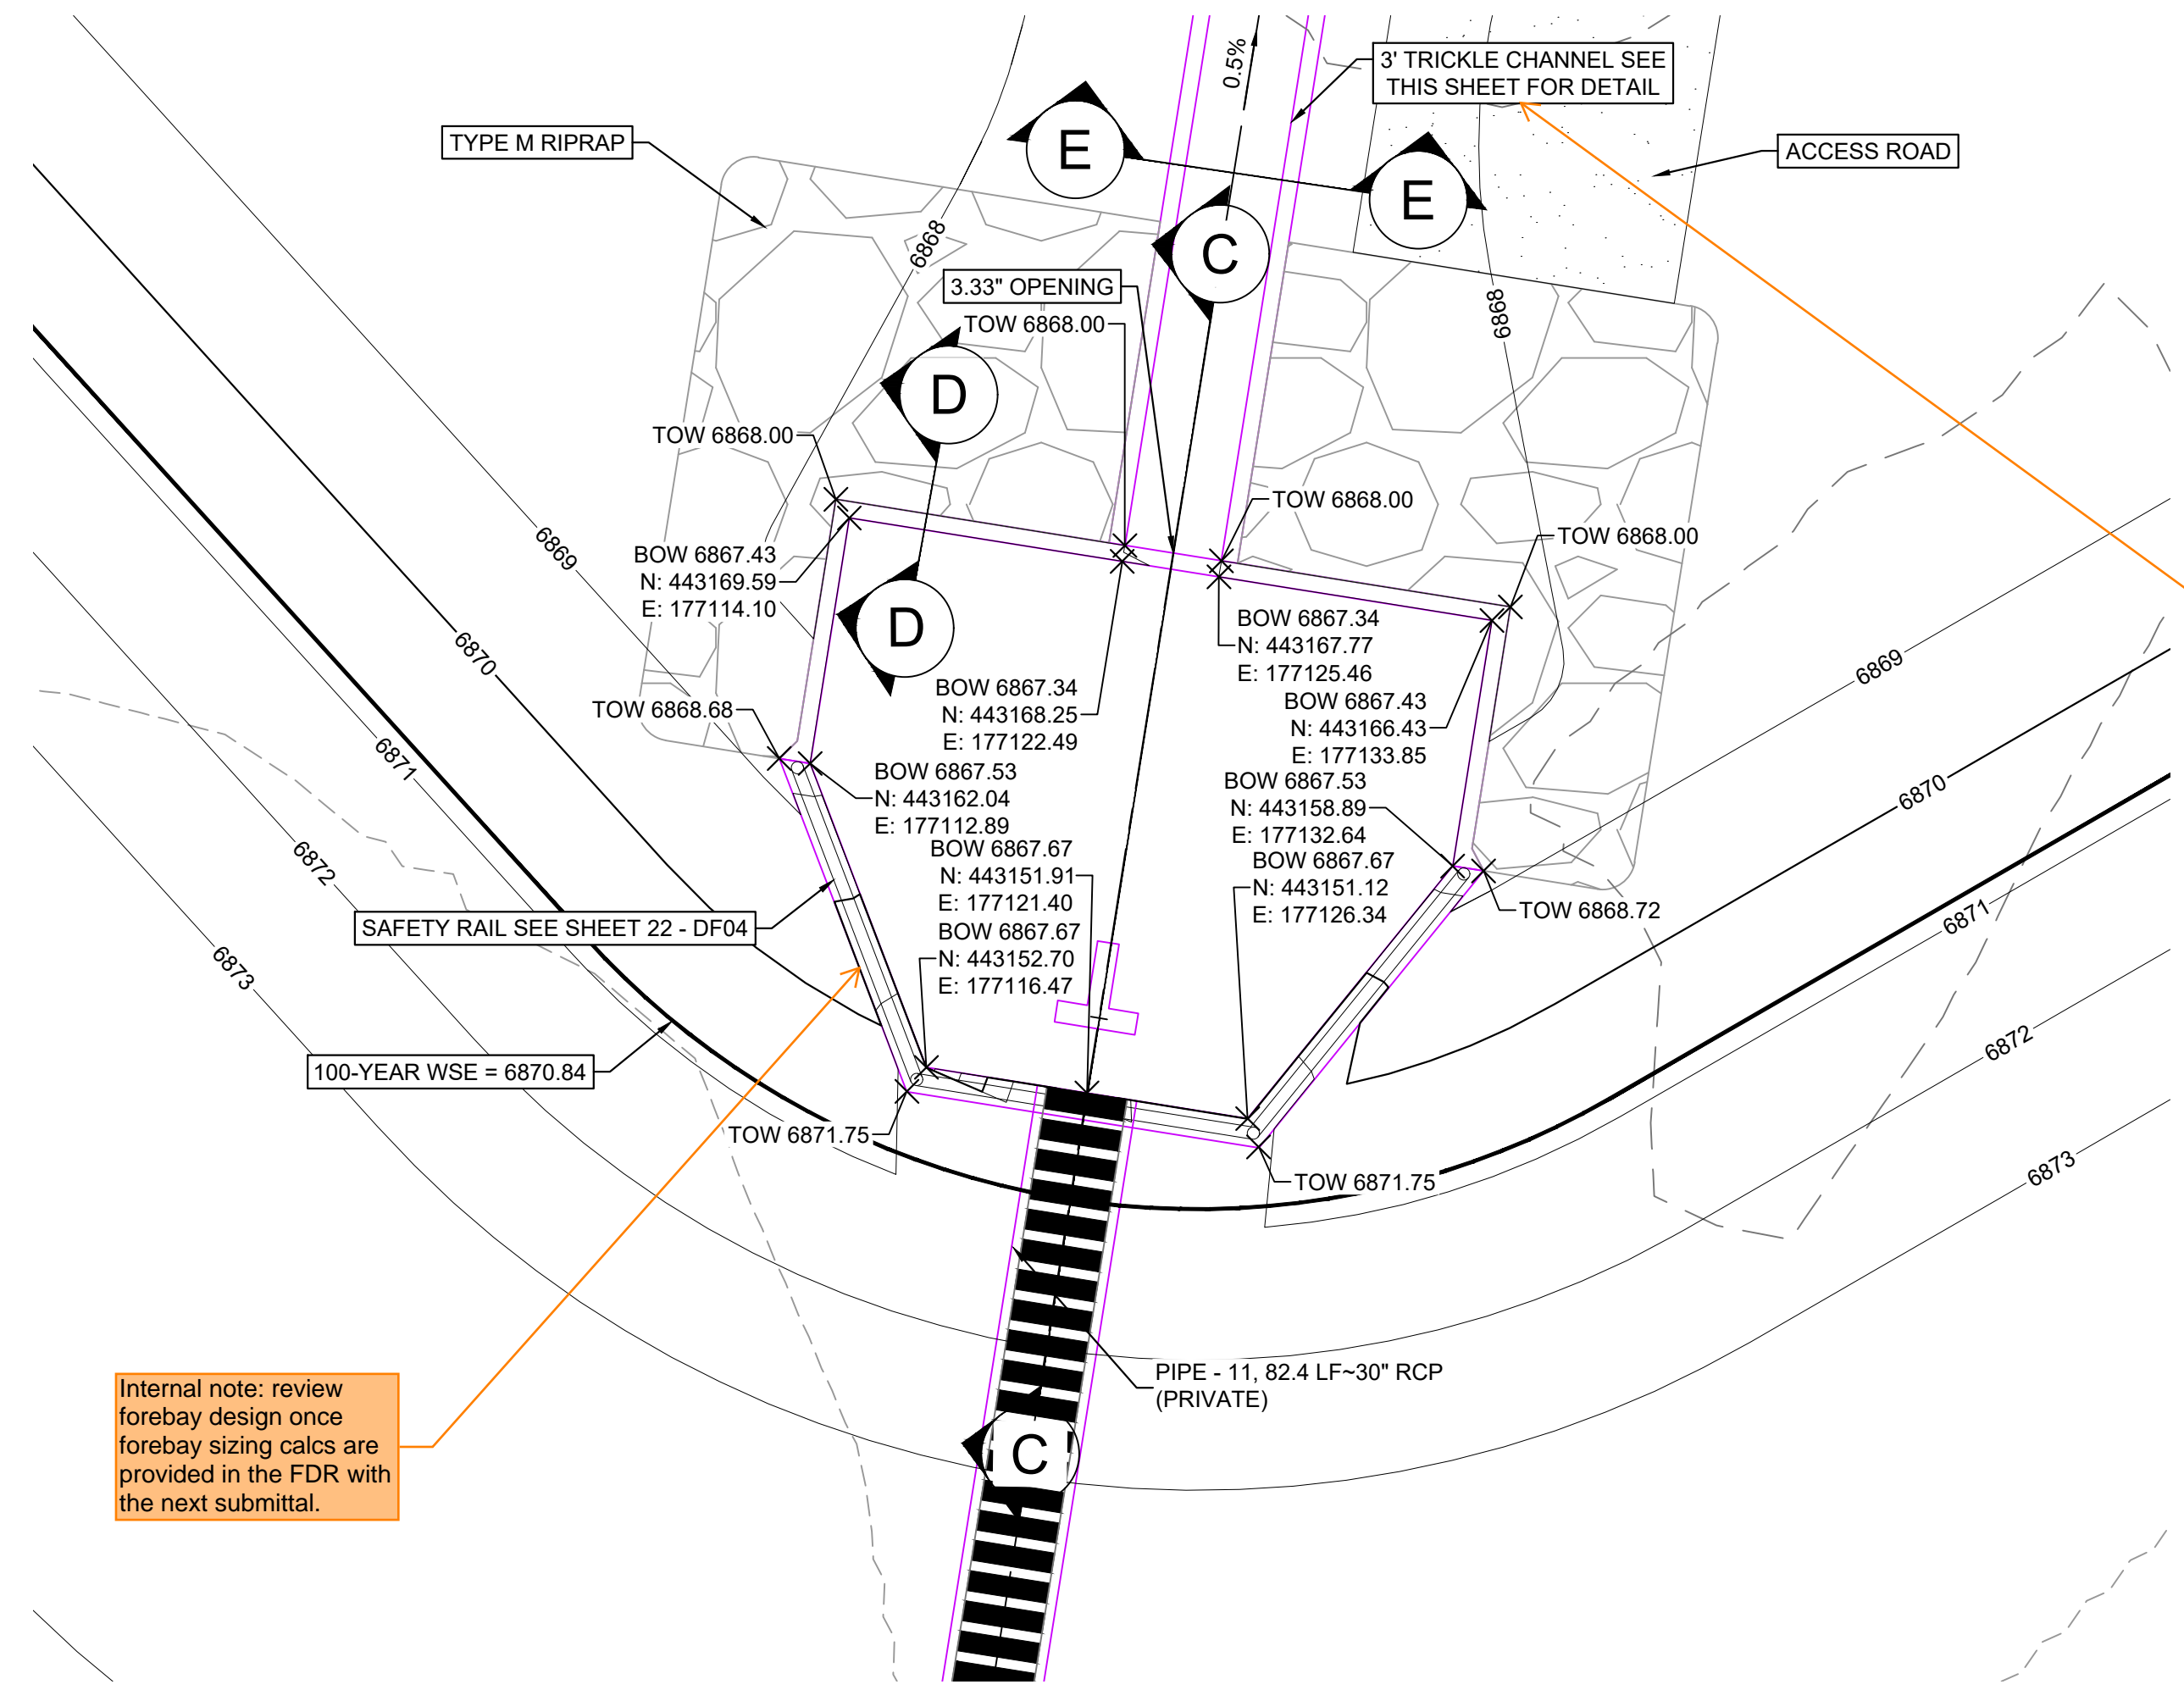 0.5%
3' TRICKLE CHANNEL SEE
THIS SHEET FOR DETAIL
TYPE M RIPRAP
E
ACCESS ROAD
E
6868
C
3.33" OPENING
TOW 6868.00
6868
D
TOW 6868.00
TOW 6868.00
TOW 6868.00
6869
BOW 6867.43
N: 443169.59
E: 177114.10
D
BOW 6867.34
N: 443167.77
E: 177125.46
6870
6869
BOW 6867.34
N: 443168.25
E: 177122.49
BOW 6867.43
N: 443166.43
E: 177133.85
TOW 6868.68
6871
BOW 6867.53
N: 443162.04
E: 177112.89
BOW 6867.53
N: 443158.89
E: 177132.64
6870
6872
BOW 6867.67
N: 443151.91
E: 177121.40
BOW 6867.67
N: 443151.12
E: 177126.34
TOW 6868.72
6871
SAFETY RAIL SEE SHEET 22 - DF04
BOW 6867.67
N: 443152.70
E: 177116.47
6873
6872
100-YEAR WSE = 6870.84
TOW 6871.75
TOW 6871.75
6873
PIPE - 11, 82.4 LF~30" RCP
(PRIVATE)
C
Internal note: review
forebay design once
forebay sizing calcs are
provided in the FDR with
the next submittal.